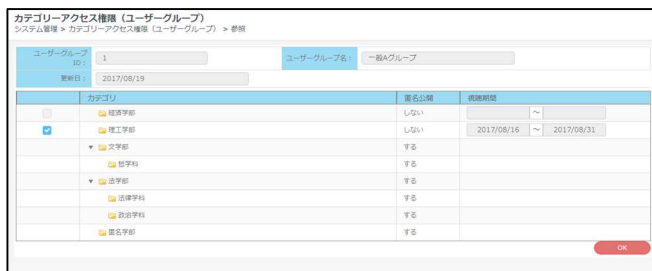 カテゴリーアクセス権限（ユーザーグループ）
システム管理 > カテゴリーアクセス権限（ユーザーグループ） > 参照
ユーザーグループID： 1 ユーザーグループ名： 一般Aグループ
更新日： 2017/08/19
カテゴリ 匿名公開 視聴期間
経済学部 しない ～
理工学部 しない 2017/08/16 ～ 2017/08/31
▼ 文学部 する
哲学科 する
▼ 法学部 する
法律学科 する
政治学科 する
匿名学部 する
OK